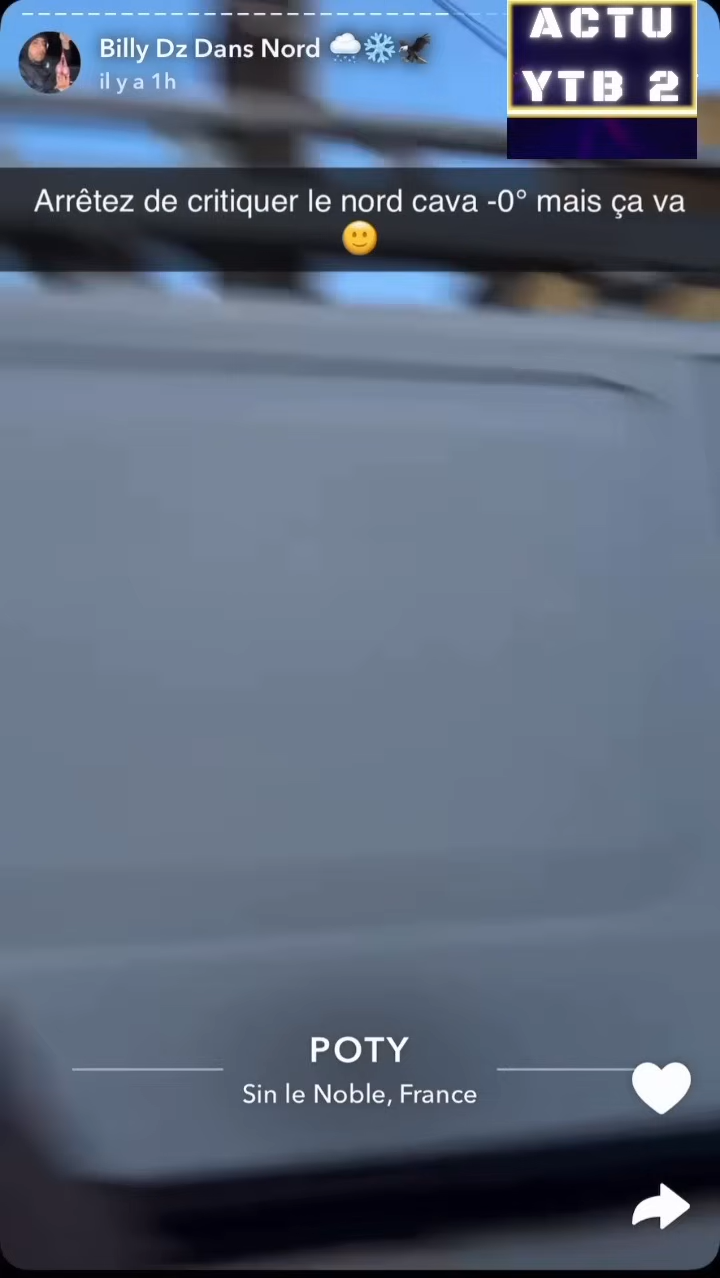 Billy Dz Dans Nord 🌨️❄️🦅
il y a 1h
ACTU
YTB 2
Arrêtez de critiquer le nord cava -0° mais ça va
🙂
POTY
Sin le Noble, France